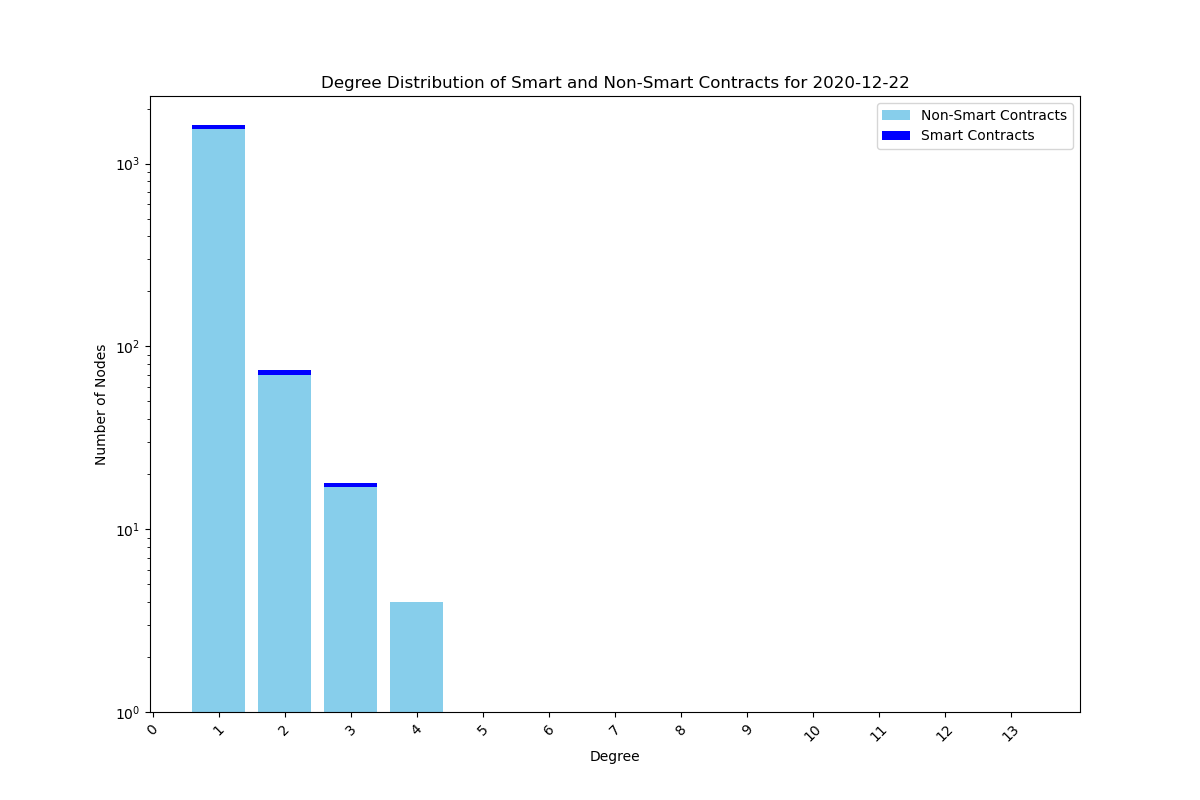 Degree Distribution of Smart and Non-Smart Contracts for 2020-12-22
Non-Smart Contracts
Smart Contracts
Number of Nodes
10³
10²
10¹
10⁰
0 1 2 3 4 5 6 7 8 9 10 11 12 13
Degree